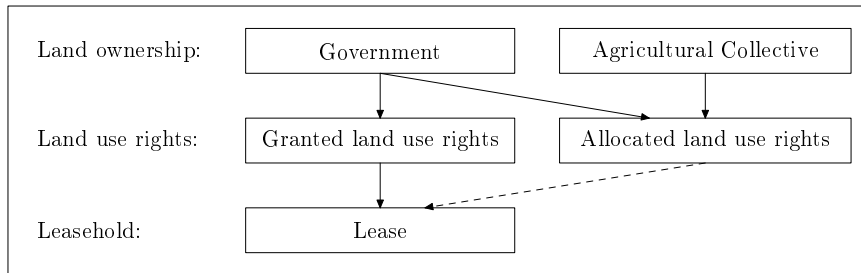 Land ownership: Government Agricultural Collective
Land use rights: Granted land use rights Allocated land use rights
Leasehold: Lease